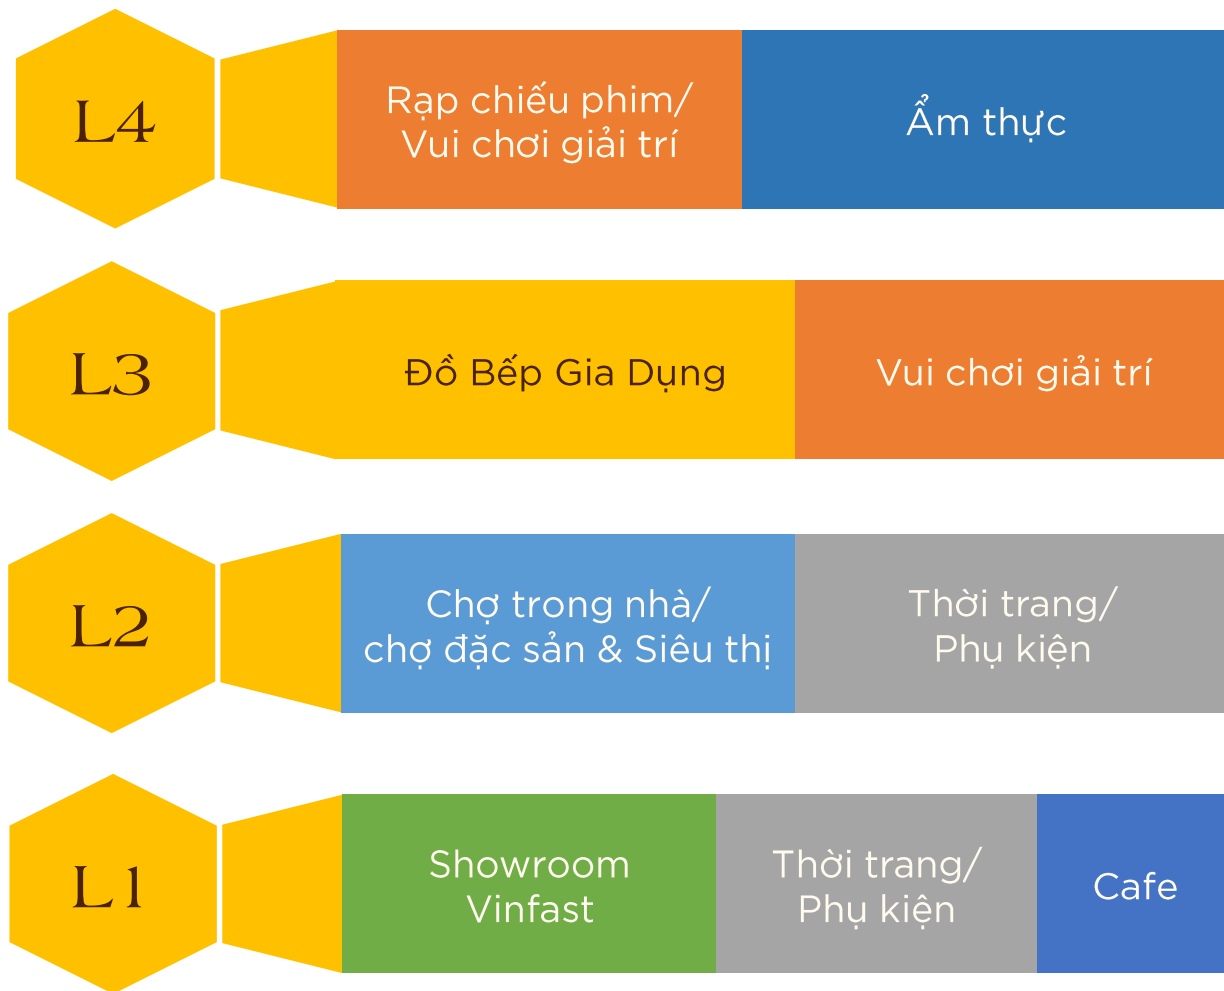 L4
Rạp chiếu phim/
Vui chơi giải trí
Ẩm thực
L3
Đồ Bếp Gia Dụng
Vui chơi giải trí
L2
Chợ trong nhà/
chợ đặc sản & Siêu thị
Thời trang/
Phụ kiện
L1
Showroom
Vinfast
Thời trang/
Phụ kiện
Cafe